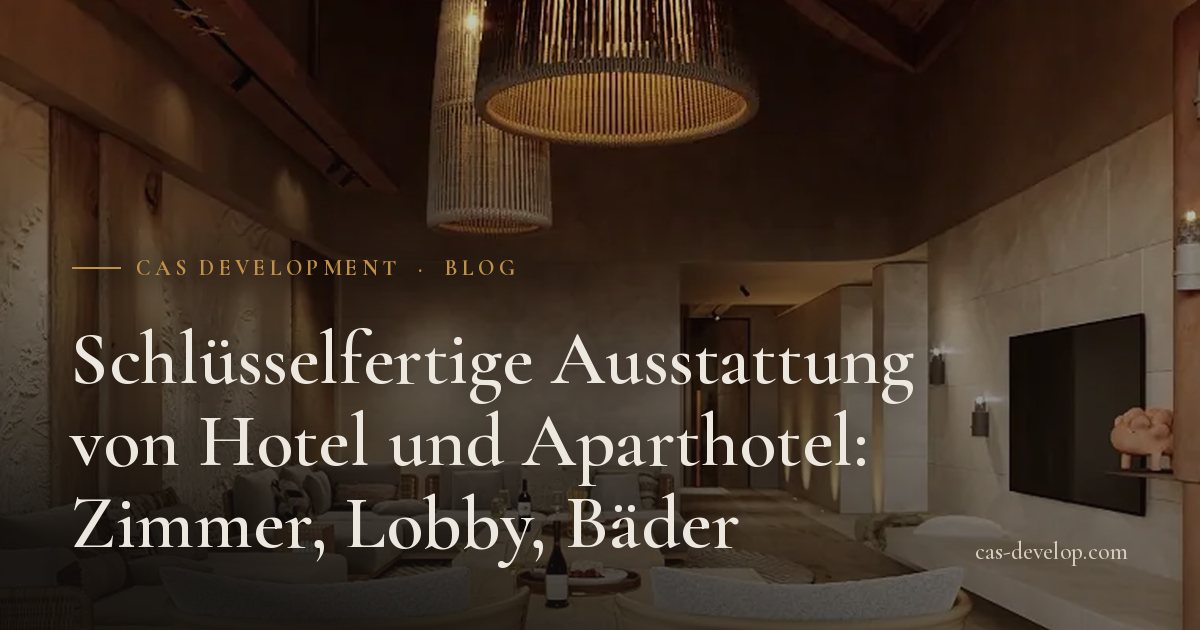 CAS DEVELOPMENT · BLOG
Schlüsselfertige Ausstattung
von Hotel und Aparthotel:
Zimmer, Lobby, Bäder
cas-develop.com